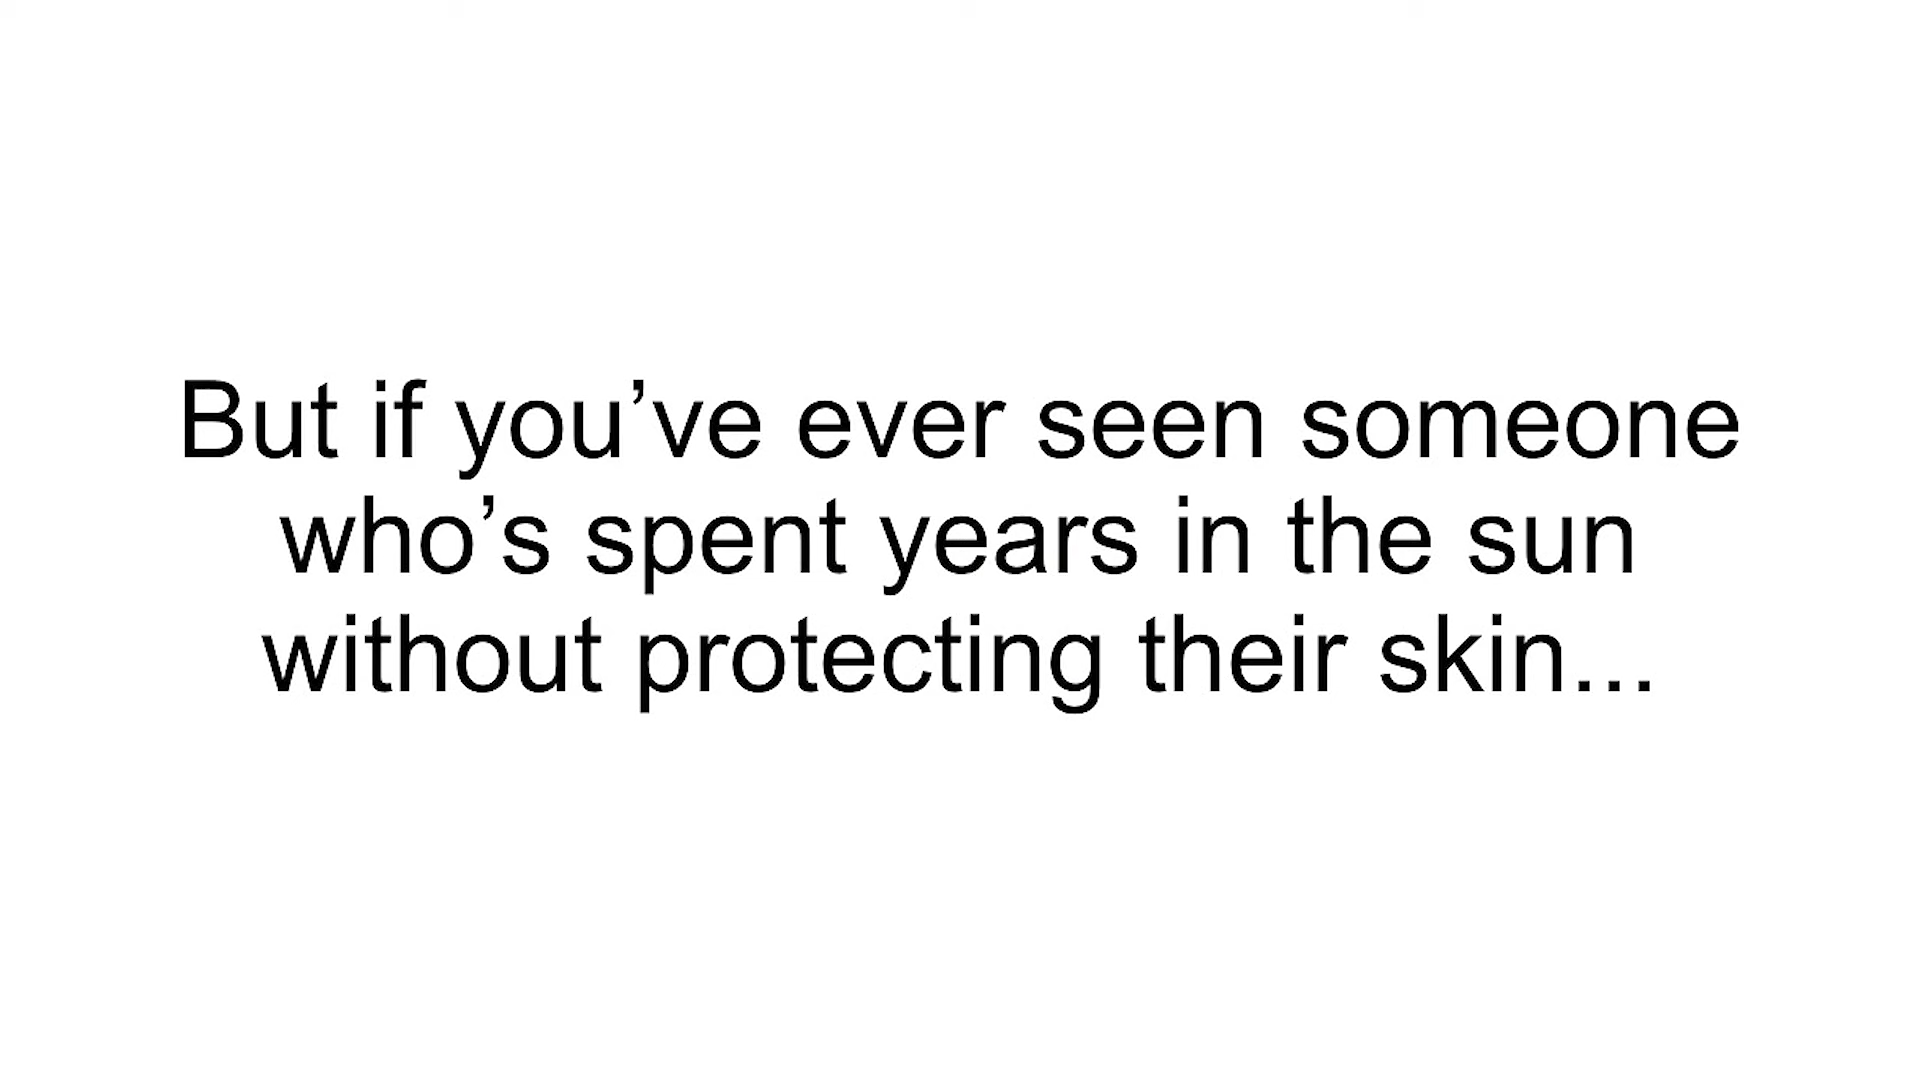 But if you’ve ever seen someone
who’s spent years in the sun
without protecting their skin...